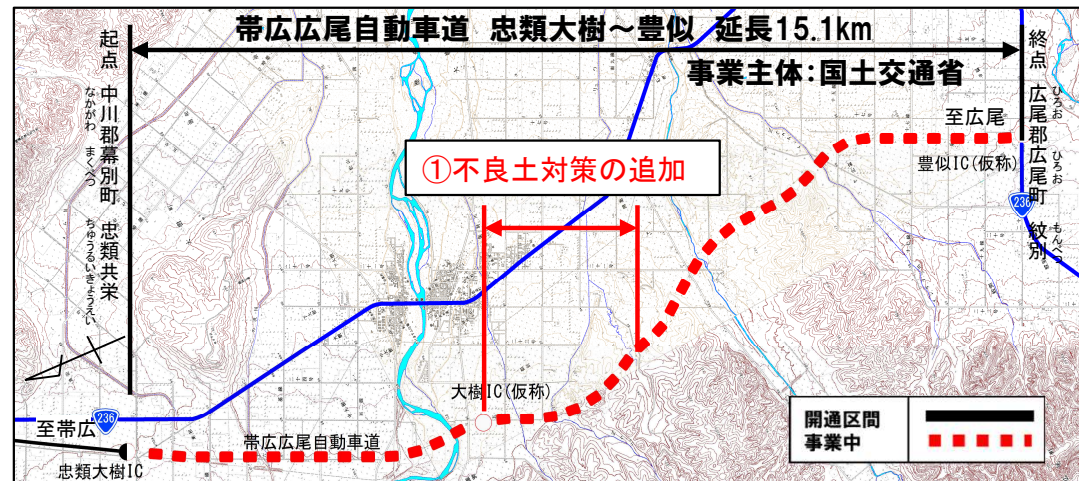 帯広広尾自動車道 忠類大樹～豊似 延長15.1km
事業主体:国土交通省
起点 中川郡幕別町 忠類共栄
なかがわ まくべつ ちゅうるいきょうえい
終点 広尾郡広尾町 紋別
ひろお ひろお もんべつ
至広尾
豊似IC(仮称)
236
①不良土対策の追加
大樹IC(仮称)
236
至帯広
帯広広尾自動車道
忠類大樹IC
開通区間
事業中